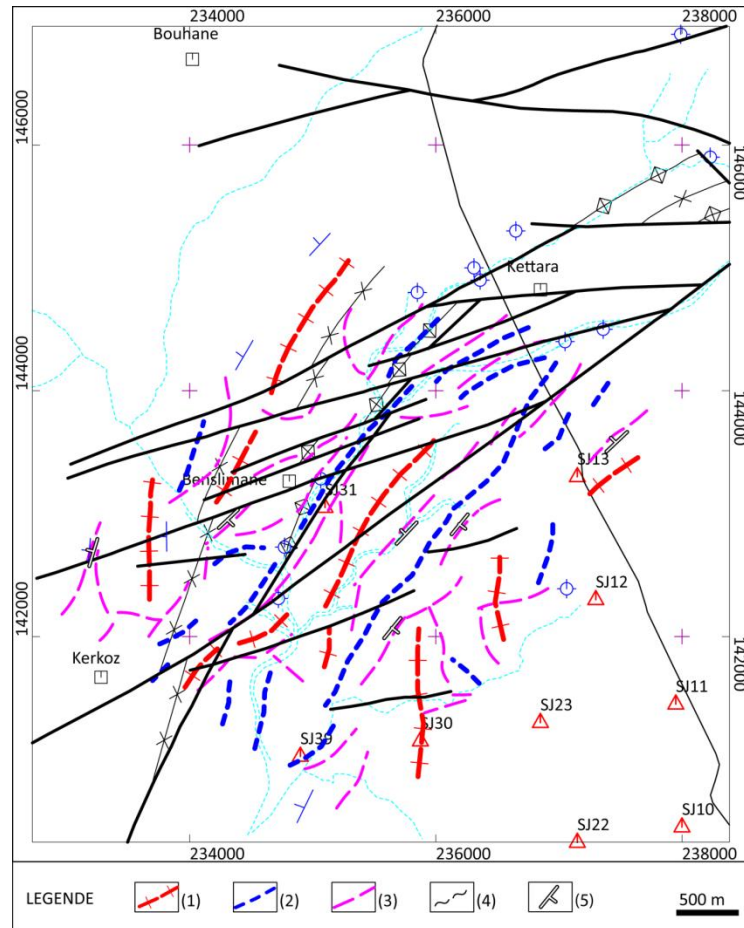 234000 236000 238000
Bouhane
146000
146000
Kettara
144000
144000
SJ13
Benslimane
SJ31
SJ12
142000
142000
Kerkoz
SJ11
SJ23
SJ30
SJ39
SJ10
SJ22
234000 236000 238000
LEGENDE (1) (2) (3) (4) (5) 500 m